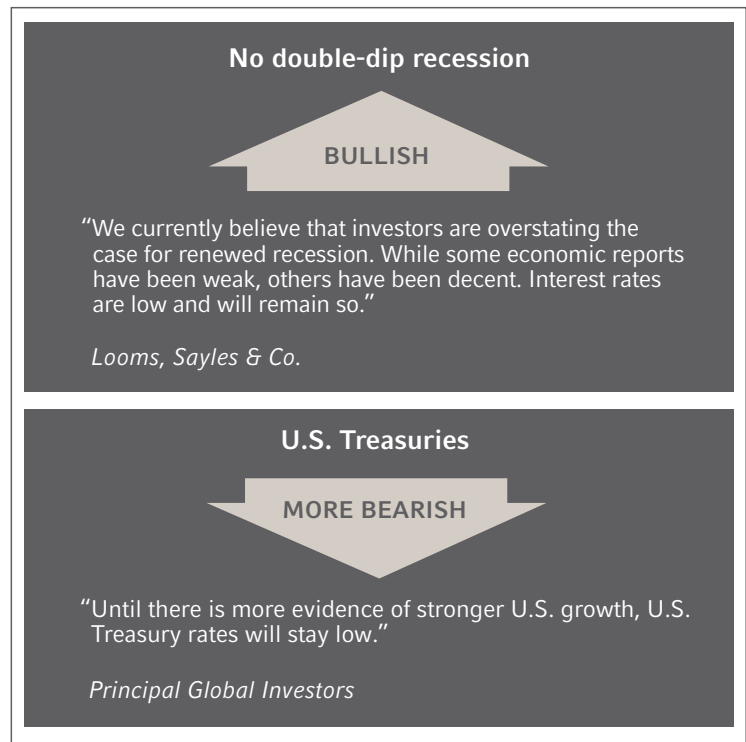 No double-dip recession
BULLISH
“We currently believe that investors are overstating the
case for renewed recession. While some economic reports
have been weak, others have been decent. Interest rates
are low and will remain so.”
Looms, Sayles & Co.
U.S. Treasuries
MORE BEARISH
“Until there is more evidence of stronger U.S. growth, U.S.
Treasury rates will stay low.”
Principal Global Investors